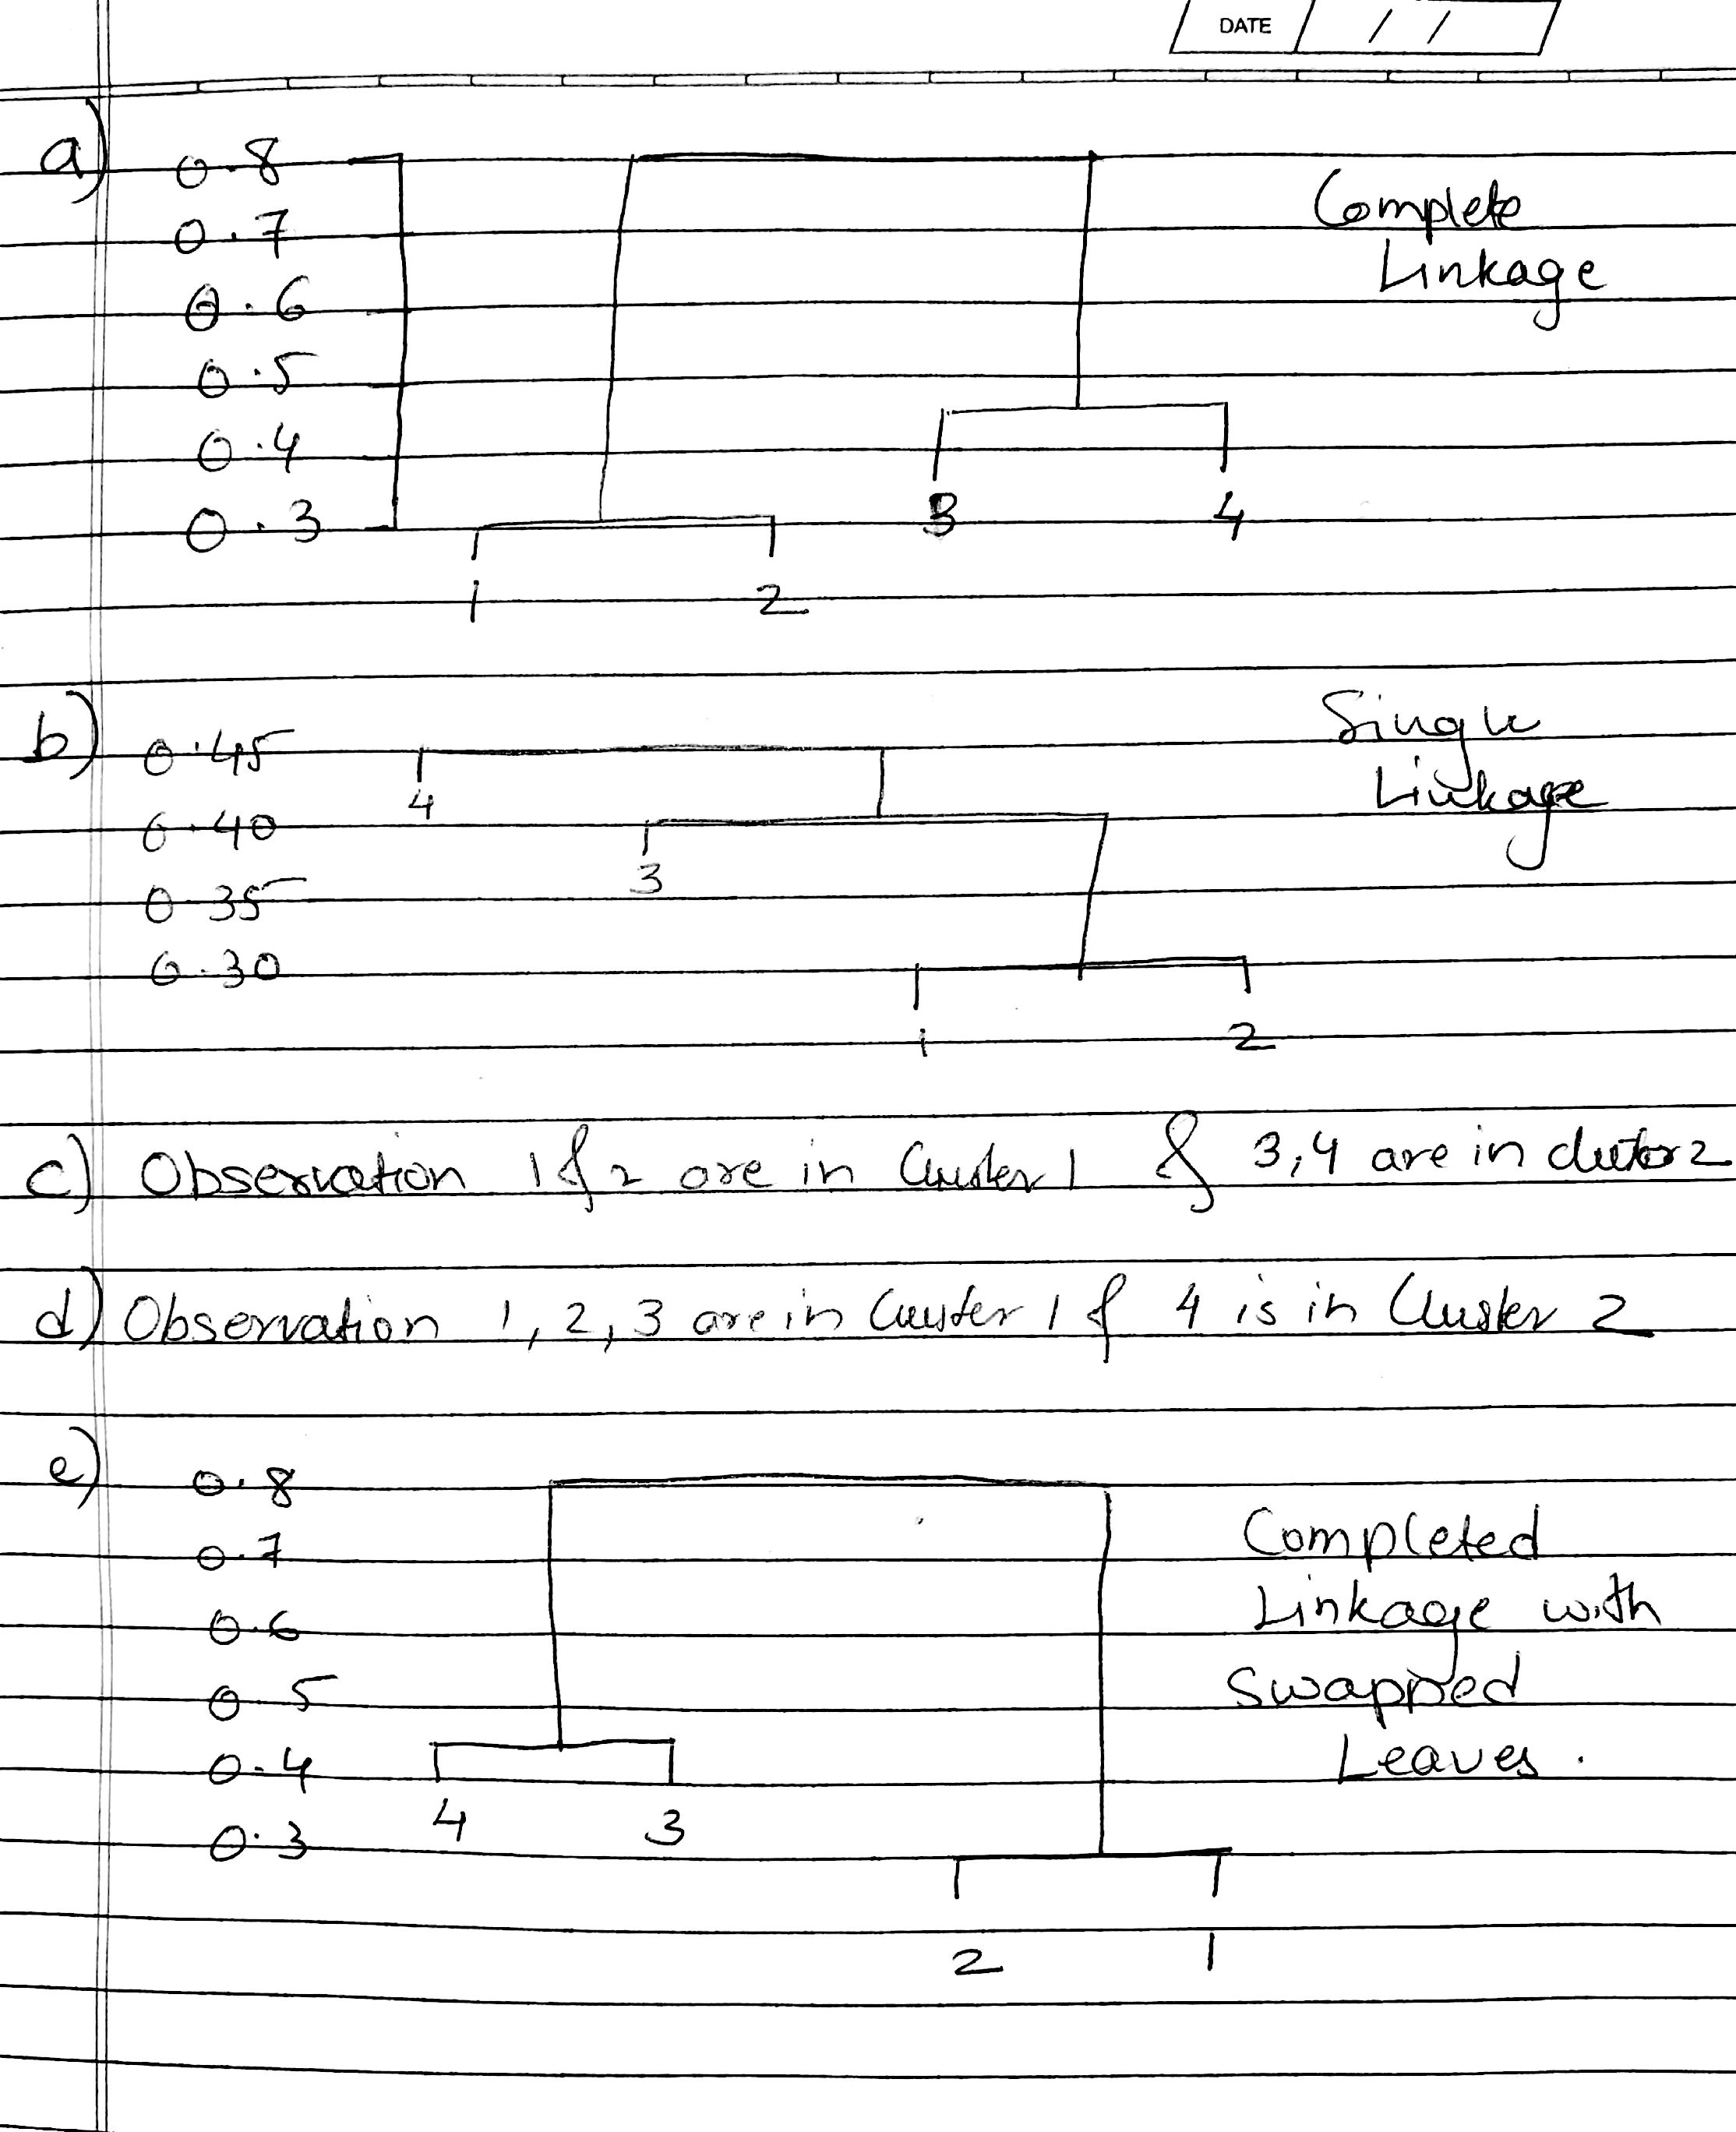 DATE / /
a)
0.8
0.7
0.6
0.5
0.4
0.3
Complete
Linkage
3 4
1 2
b)
0.45
0.40
0.35
0.30
Single
Linkage
4
3
1 2
c) Observation 1 & 2 are in Cluster 1 & 3,4 are in cluster 2
d) Observation 1, 2, 3 are in Cluster 1 & 4 is in Cluster 2
e)
0.8
0.7
0.6
0.5
0.4
0.3
Completed
Linkage with
Swapped
Leaves.
4 3
2 1